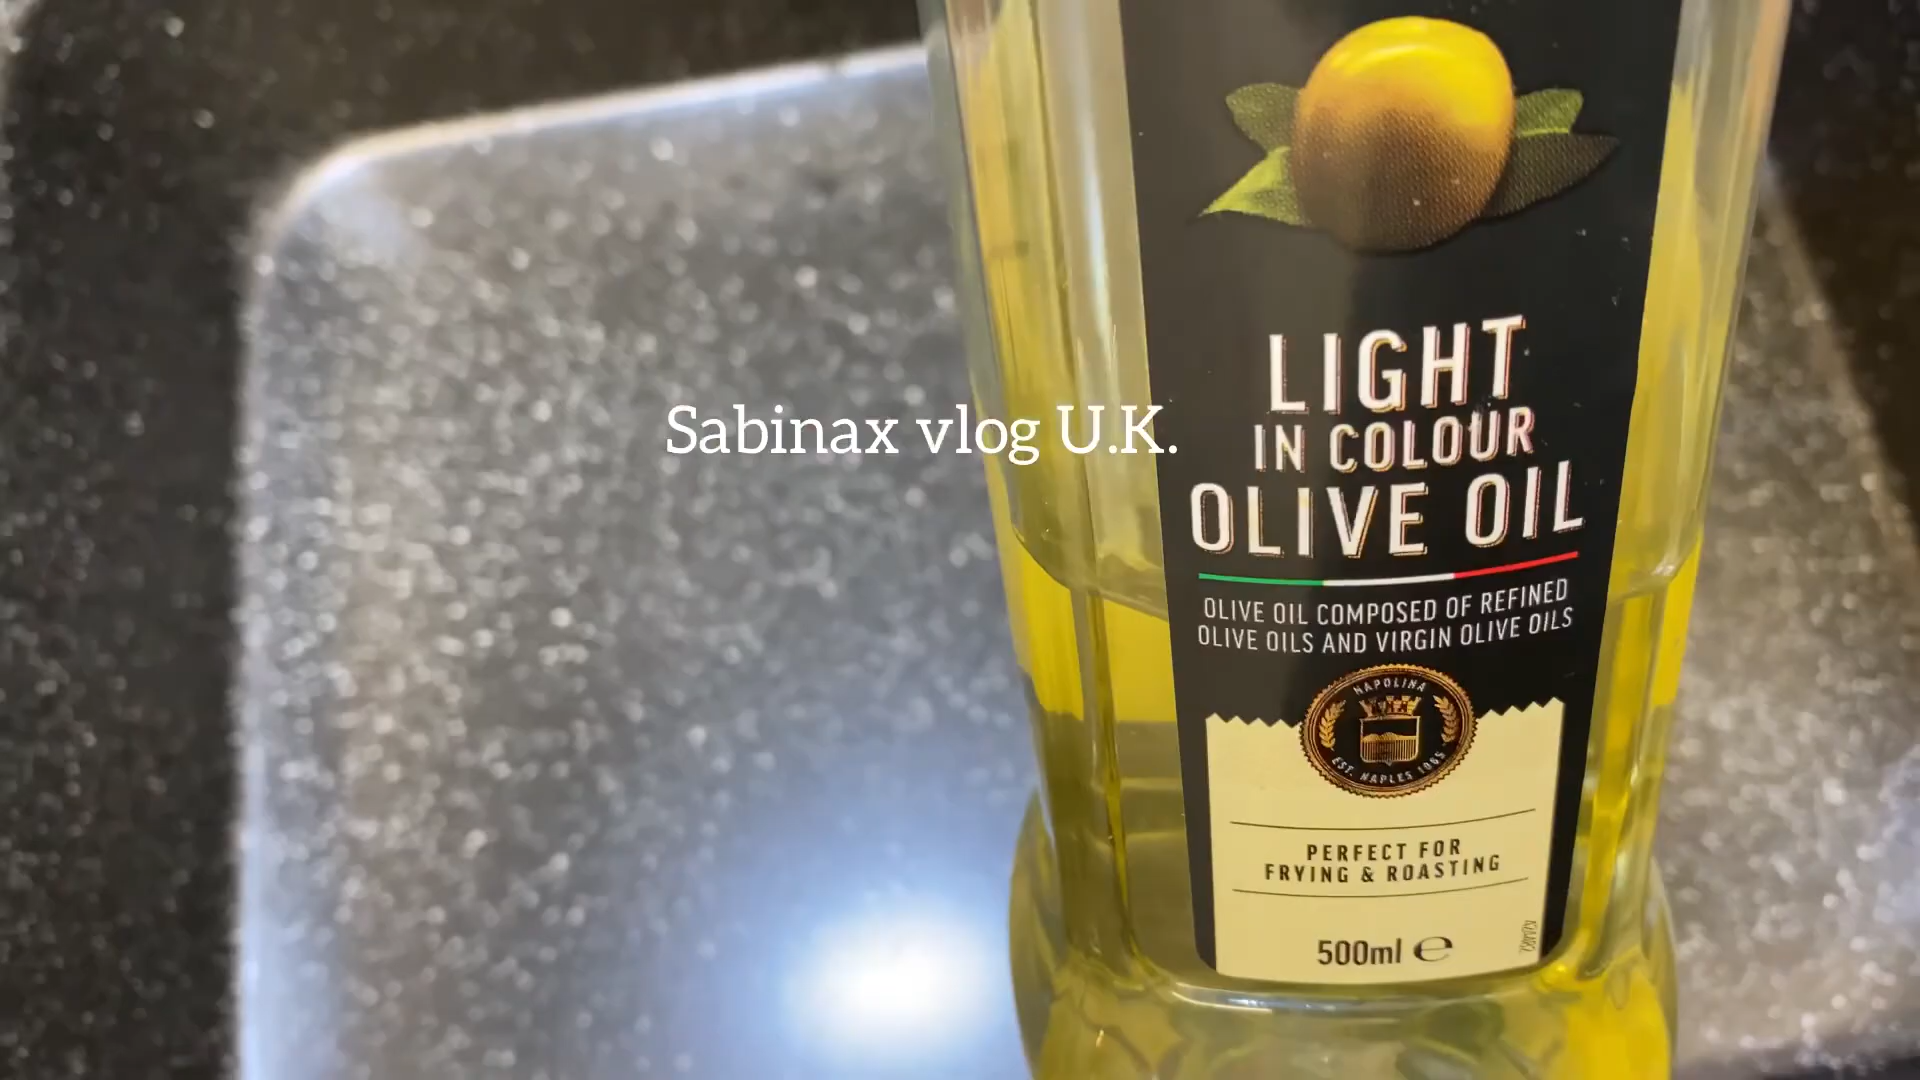 Sabinax vlog U.K.
LIGHT
IN COLOUR
OLIVE OIL
OLIVE OIL COMPOSED OF REFINED
OLIVE OILS AND VIRGIN OLIVE OILS
NAPOLINA
EST. NAPLES 1965
PERFECT FOR
FRYING & ROASTING
500ml ℮